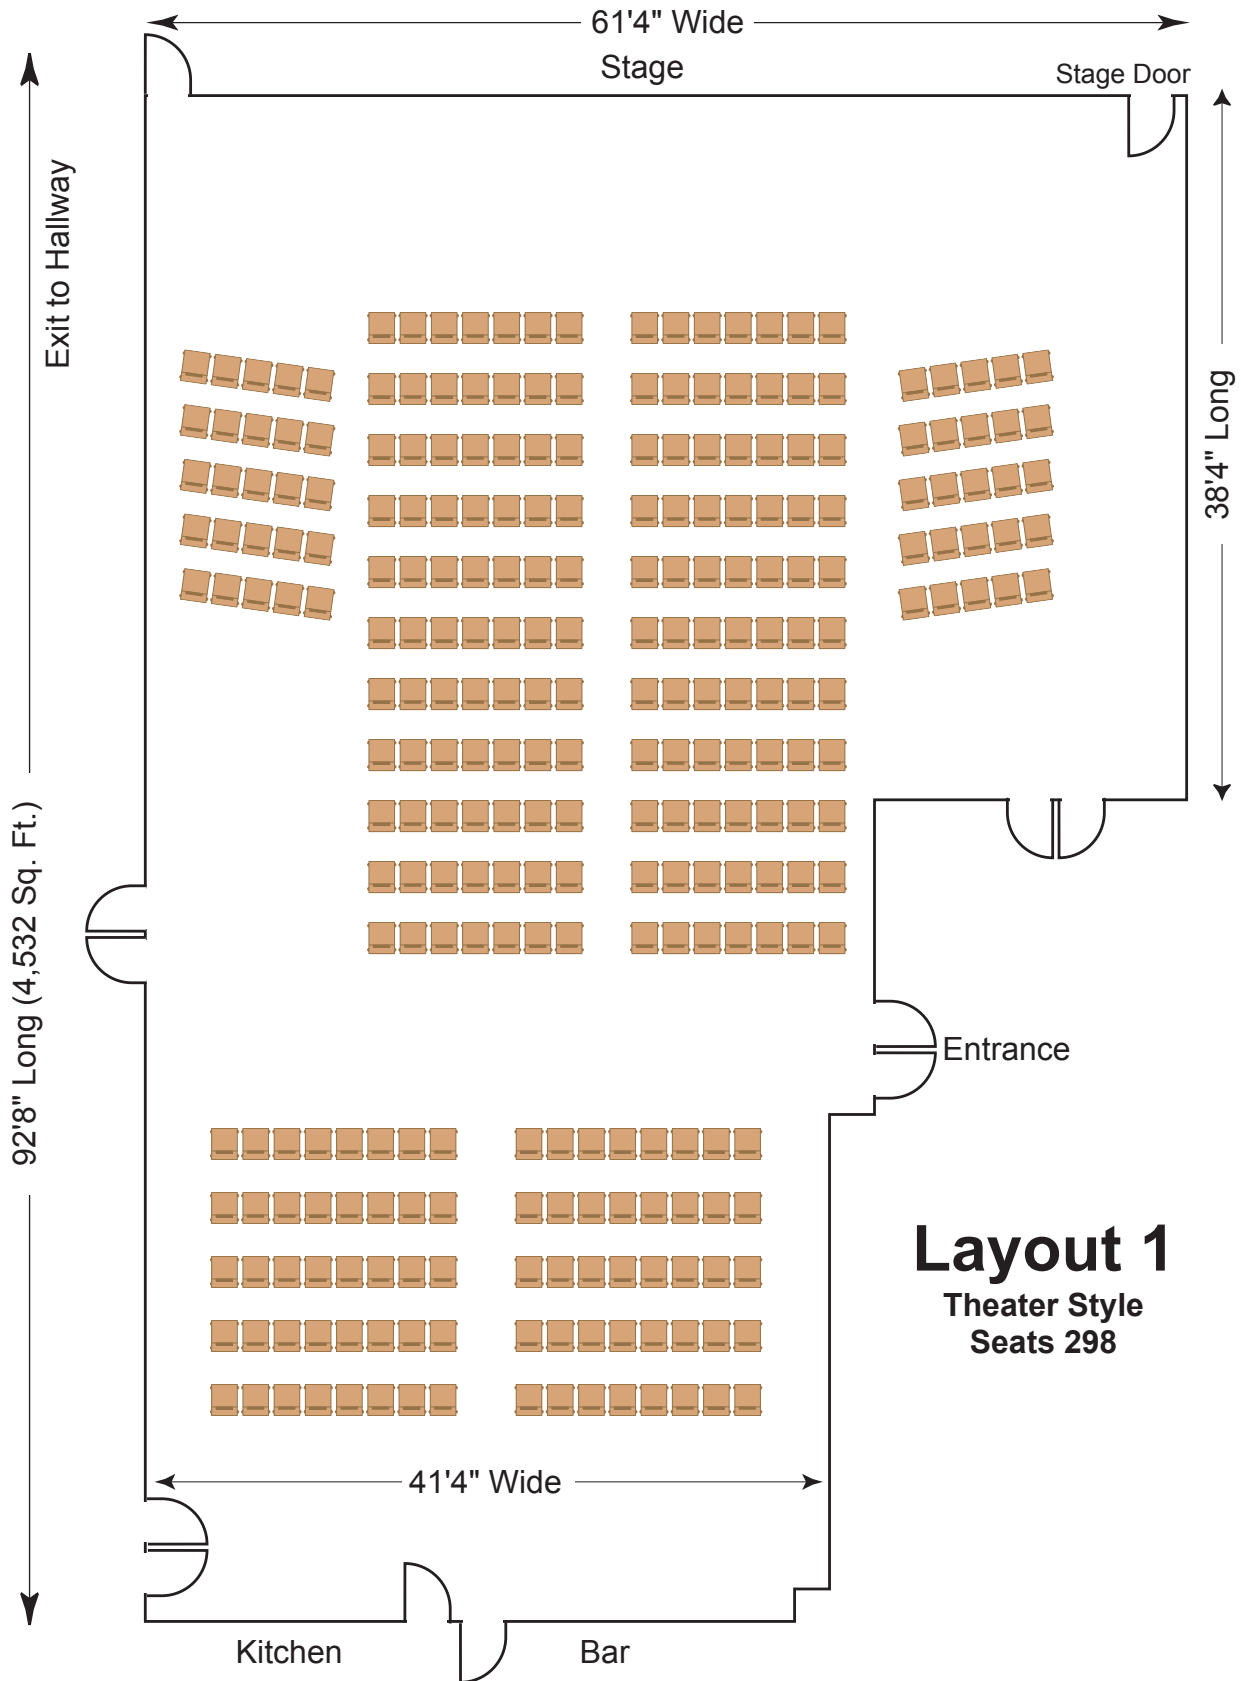 61'4" Wide
Stage
Stage Door
Exit to Hallway
38'4" Long
92'8" Long (4,532 Sq. Ft.)
Entrance
Layout 1
Theater Style
Seats 298
41'4" Wide
Kitchen
Bar